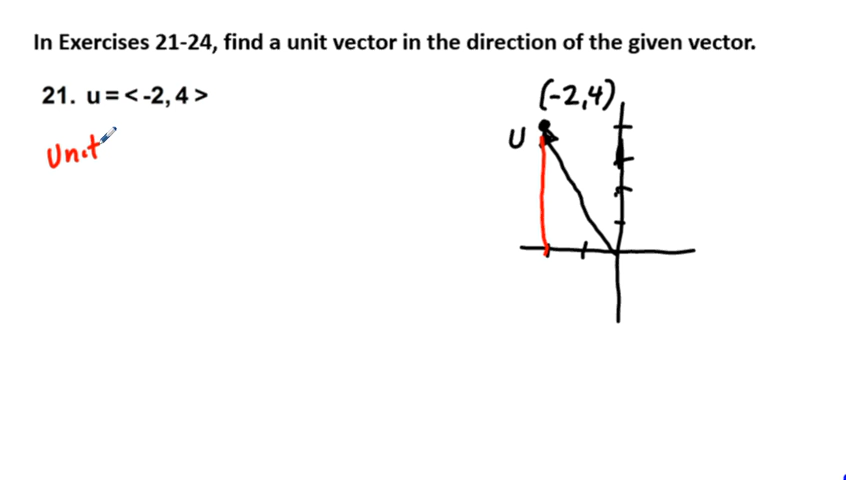 In Exercises 21-24, find a unit vector in the direction of the given vector.
21. u = < -2, 4 >
(-2,4)
U
Unit